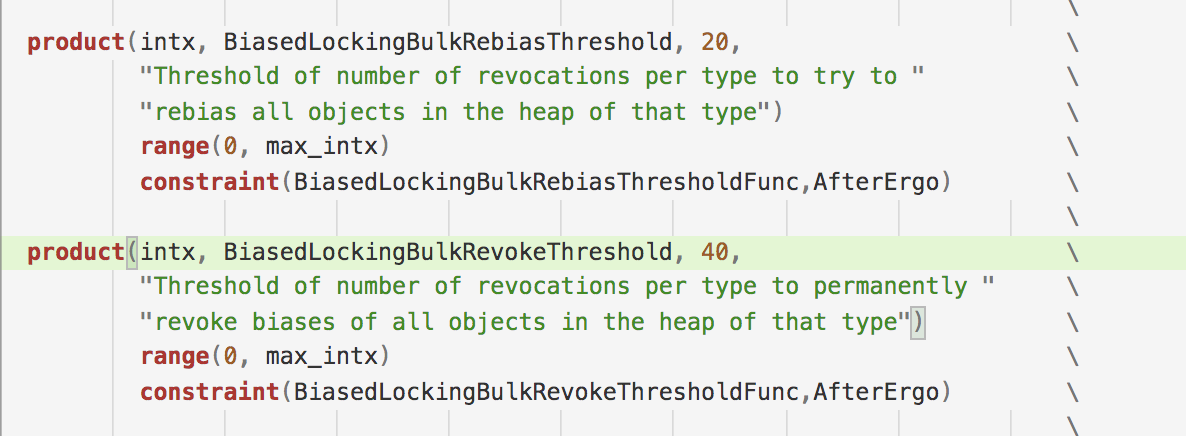 \
product(intx, BiasedLockingBulkRebiasThreshold, 20, \
"Threshold of number of revocations per type to try to " \
"rebias all objects in the heap of that type") \
range(0, max_intx) \
constraint(BiasedLockingBulkRebiasThresholdFunc,AfterErgo) \
\
product(intx, BiasedLockingBulkRevokeThreshold, 40, \
"Threshold of number of revocations per type to permanently " \
"revoke biases of all objects in the heap of that type") \
range(0, max_intx) \
constraint(BiasedLockingBulkRevokeThresholdFunc,AfterErgo) \
\